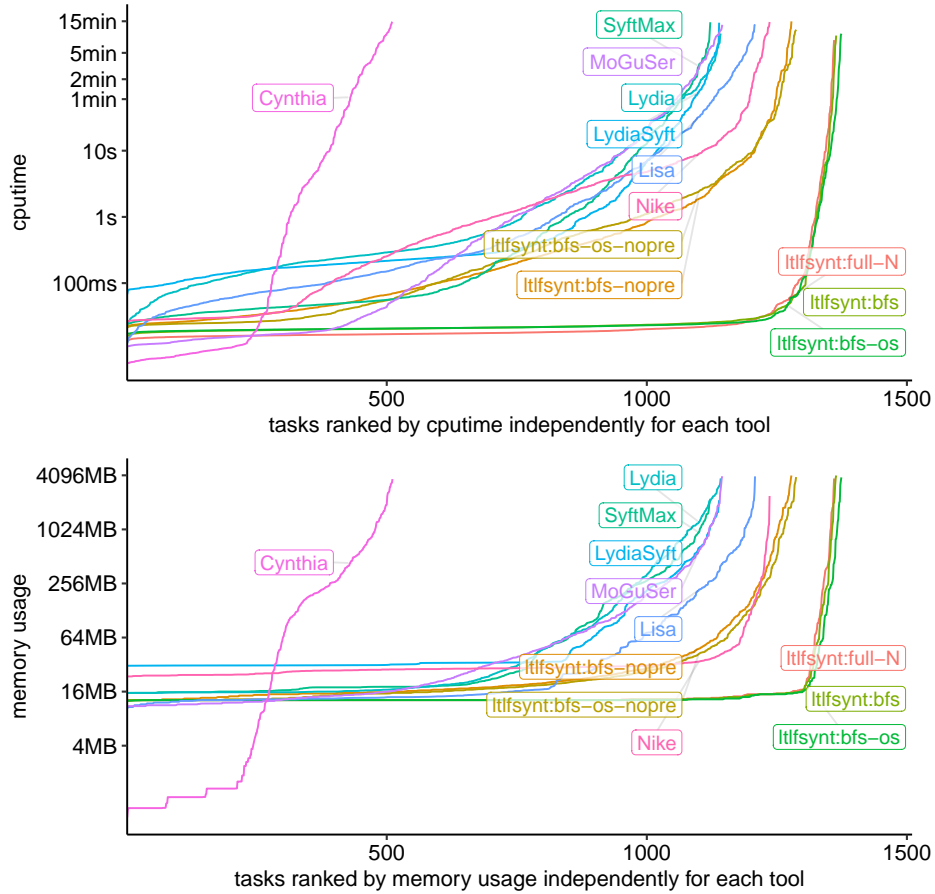 15min
5min
2min
1min
10s
1s
100ms
cputime
SyftMax
MoGuSer
Cynthia
Lydia
LydiaSyft
Lisa
Nike
ltlfsynt:bfs−os−nopre
ltlfsynt:full−N
ltlfsynt:bfs−nopre
ltlfsynt:bfs
ltlfsynt:bfs−os
500
1000
1500
tasks ranked by cputime independently for each tool
4096MB
1024MB
256MB
64MB
16MB
4MB
memory usage
Lydia
SyftMax
LydiaSyft
Cynthia
MoGuSer
Lisa
ltlfsynt:full−N
ltlfsynt:bfs−nopre
ltlfsynt:bfs
ltlfsynt:bfs−os−nopre
ltlfsynt:bfs−os
Nike
500
1000
1500
tasks ranked by memory usage independently for each tool